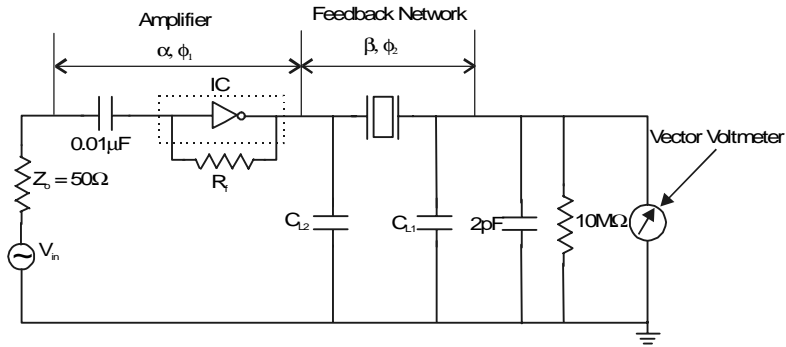 Amplifier
Feedback Network
α, ϕ₁
β, ϕ₂
IC
0.01μF
Rf
Zo = 50Ω
Vin
CL2
CL1
2pF
10MΩ
Vector Voltmeter